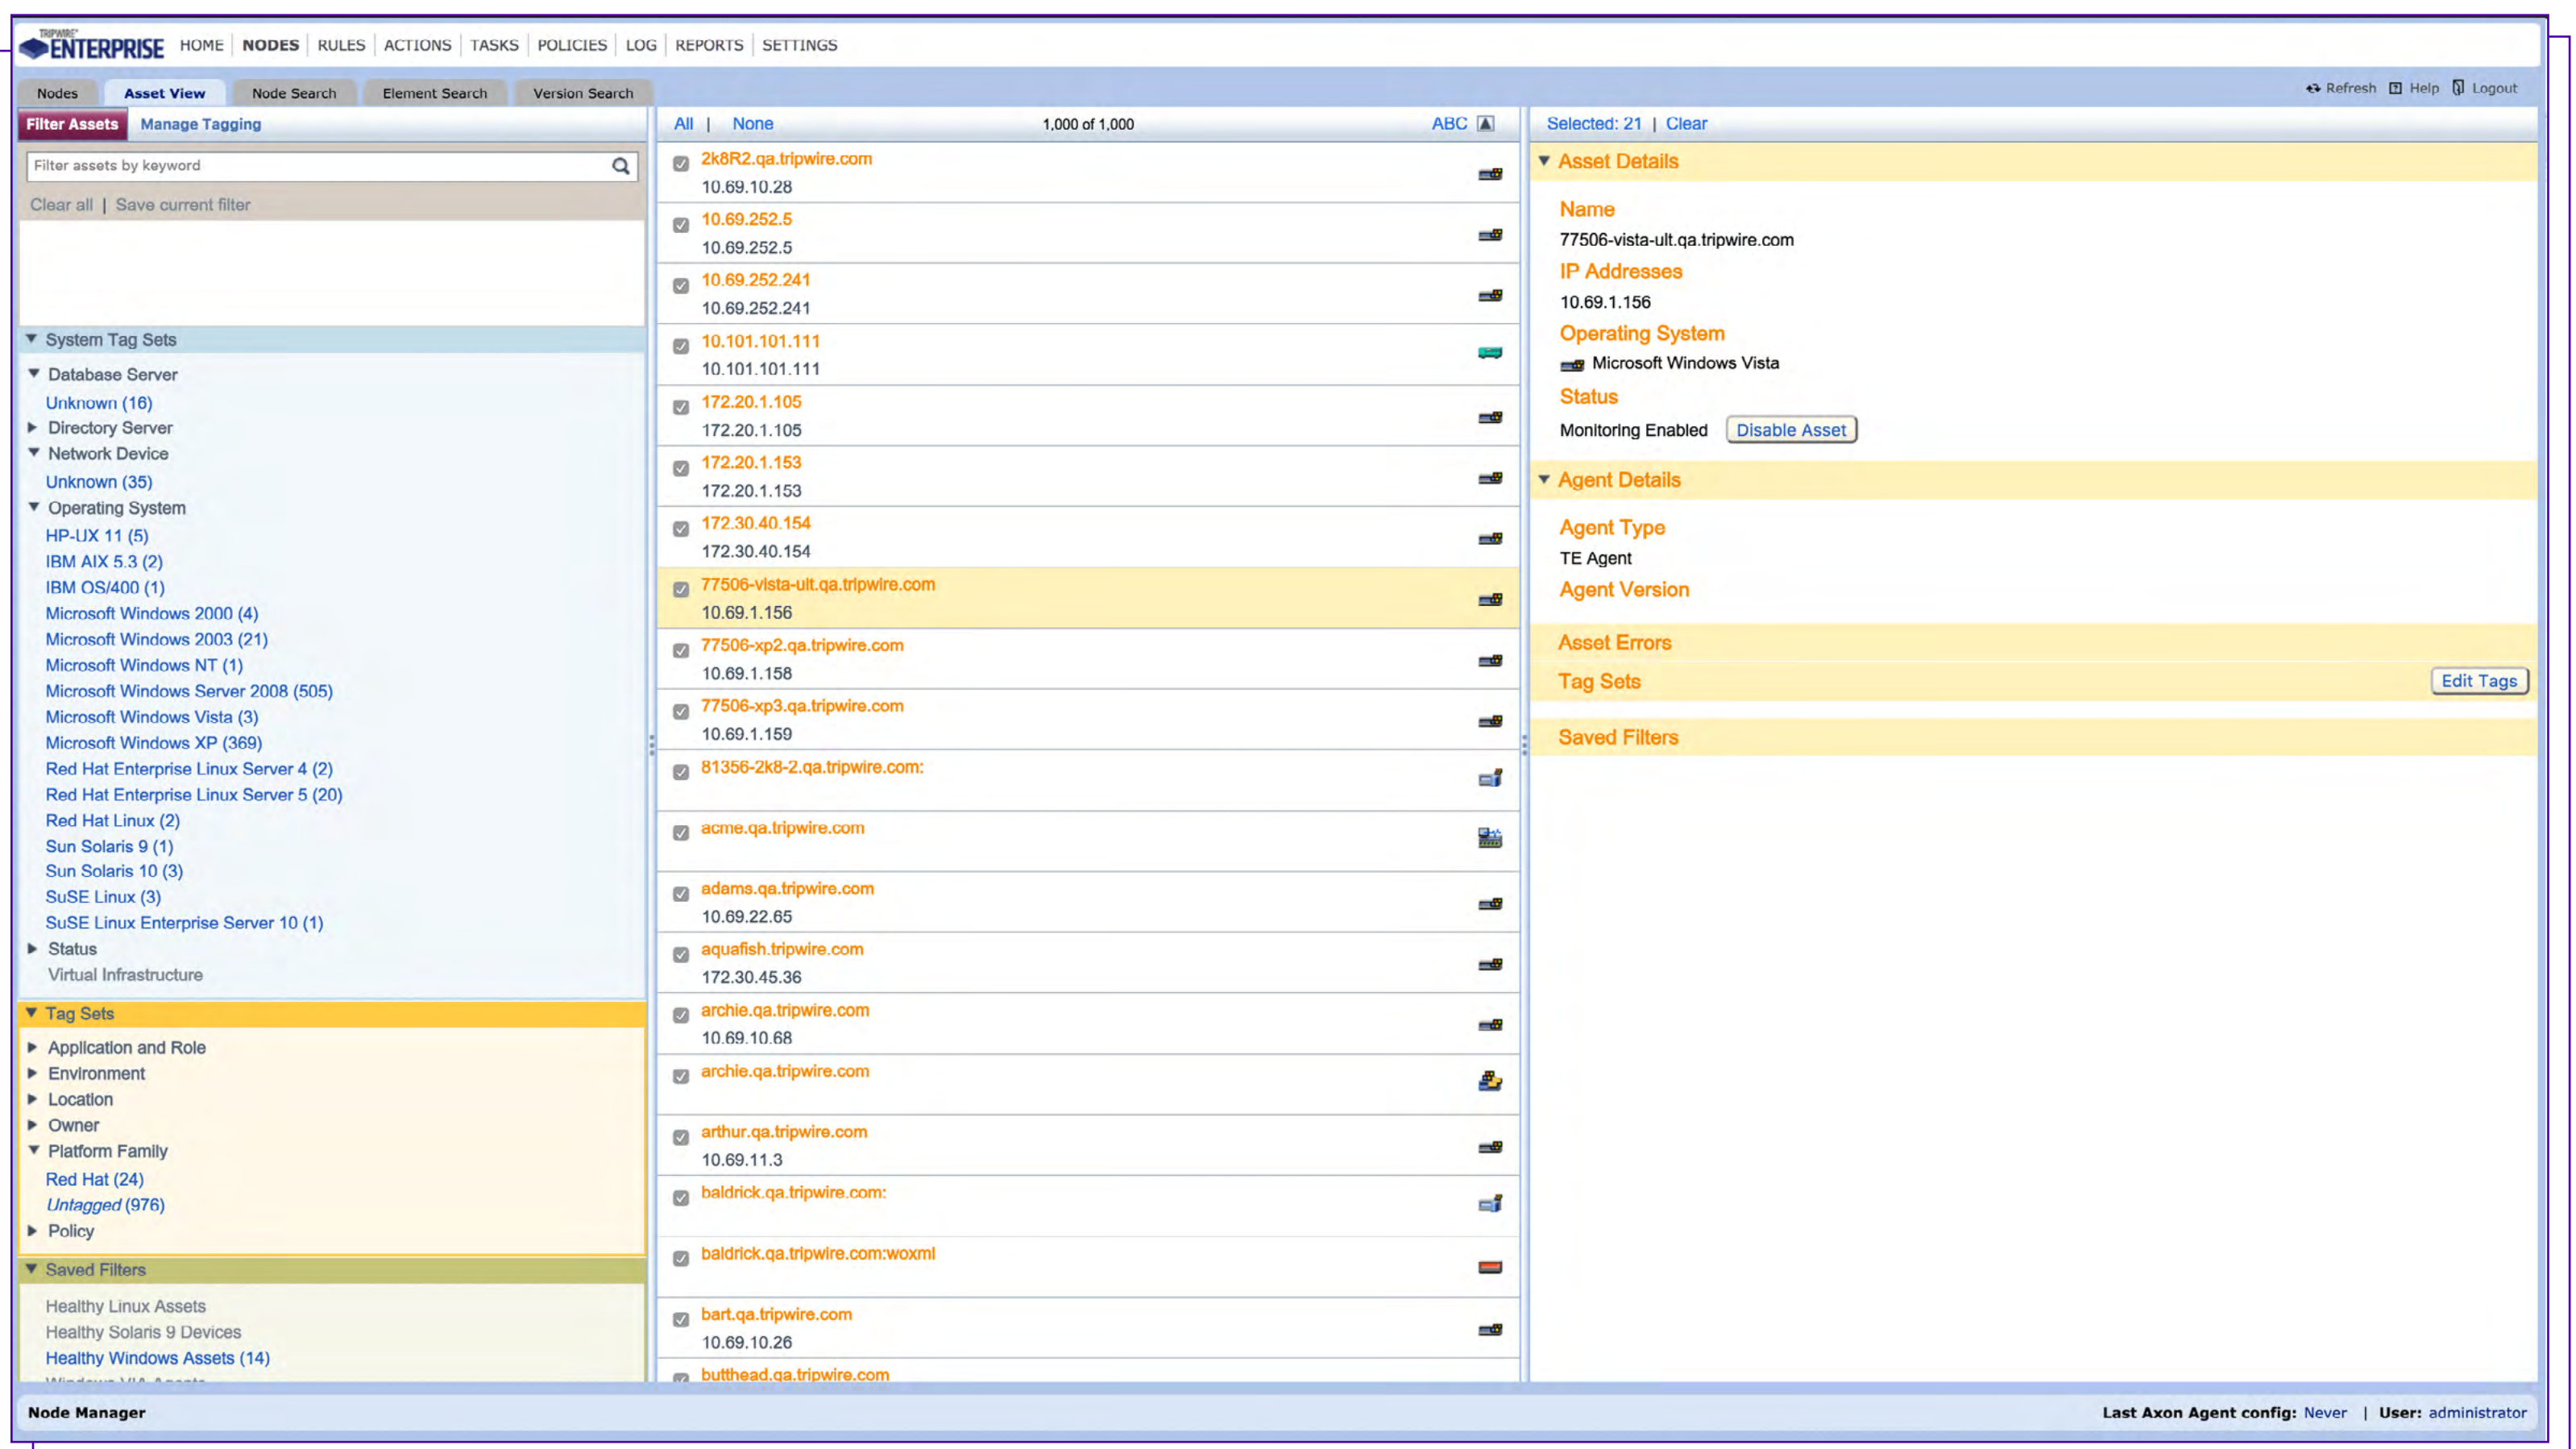 TRIPWIRE
ENTERPRISE HOME NODES RULES ACTIONS TASKS POLICIES LOG REPORTS SETTINGS
Nodes Asset View Node Search Element Search Version Search Refresh Help Logout
Filter Assets Manage Tagging
Filter assets by keyword
Clear all | Save current filter
System Tag Sets
Database Server
Unknown (16)
Directory Server
Network Device
Unknown (35)
Operating System
HP-UX 11 (5)
IBM AIX 5.3 (2)
IBM OS/400 (1)
Microsoft Windows 2000 (4)
Microsoft Windows 2003 (21)
Microsoft Windows NT (1)
Microsoft Windows Server 2008 (505)
Microsoft Windows Vista (3)
Microsoft Windows XP (369)
Red Hat Enterprise Linux Server 4 (2)
Red Hat Enterprise Linux Server 5 (20)
Red Hat Linux (2)
Sun Solaris 9 (1)
Sun Solaris 10 (3)
SuSE Linux (3)
SuSE Linux Enterprise Server 10 (1)
Status
Virtual Infrastructure
Tag Sets
Application and Role
Environment
Location
Owner
Platform Family
Red Hat (24)
Untagged (976)
Policy
Saved Filters
Healthy Linux Assets
Healthy Solaris 9 Devices
Healthy Windows Assets (14)
All | None 1,000 of 1,000 ABC
2k8R2.qa.tripwire.com
10.69.10.28
10.69.252.5
10.69.252.5
10.69.252.241
10.69.252.241
10.101.101.111
10.101.101.111
172.20.1.105
172.20.1.105
172.20.1.153
172.20.1.153
172.30.40.154
172.30.40.154
77506-vista-ult.qa.tripwire.com
10.69.1.156
77506-xp2.qa.tripwire.com
10.69.1.158
77506-xp3.qa.tripwire.com
10.69.1.159
81356-2k8-2.qa.tripwire.com:
acme.qa.tripwire.com
adams.qa.tripwire.com
10.69.22.65
aquafish.tripwire.com
172.30.45.36
archie.qa.tripwire.com
10.69.10.68
archie.qa.tripwire.com
arthur.qa.tripwire.com
10.69.11.3
baldrick.qa.tripwire.com:
baldrick.qa.tripwire.com:woxml
bart.qa.tripwire.com
10.69.10.26
butthead.qa.tripwire.com
Selected: 21 | Clear
Asset Details
Name
77506-vista-ult.qa.tripwire.com
IP Addresses
10.69.1.156
Operating System
Microsoft Windows Vista
Status
Monitoring Enabled Disable Asset
Agent Details
Agent Type
TE Agent
Agent Version
Asset Errors
Tag Sets Edit Tags
Saved Filters
Node Manager Last Axon Agent config: Never | User: administrator